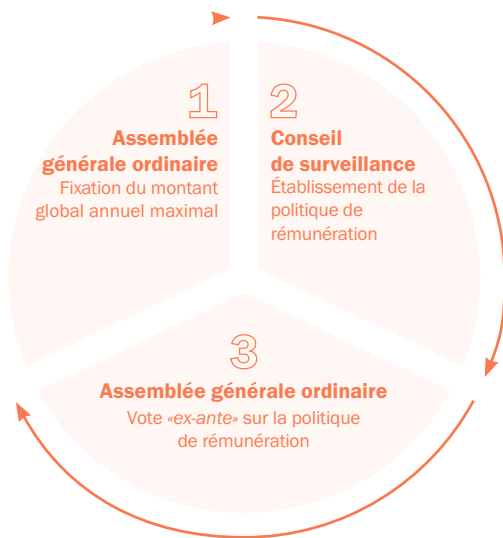 1
Assemblée
générale ordinaire
Fixation du montant
global annuel maximal
2
Conseil
de surveillance
Établissement de la
politique de
rémunération
3
Assemblée générale ordinaire
Vote «ex-ante» sur la politique
de rémunération